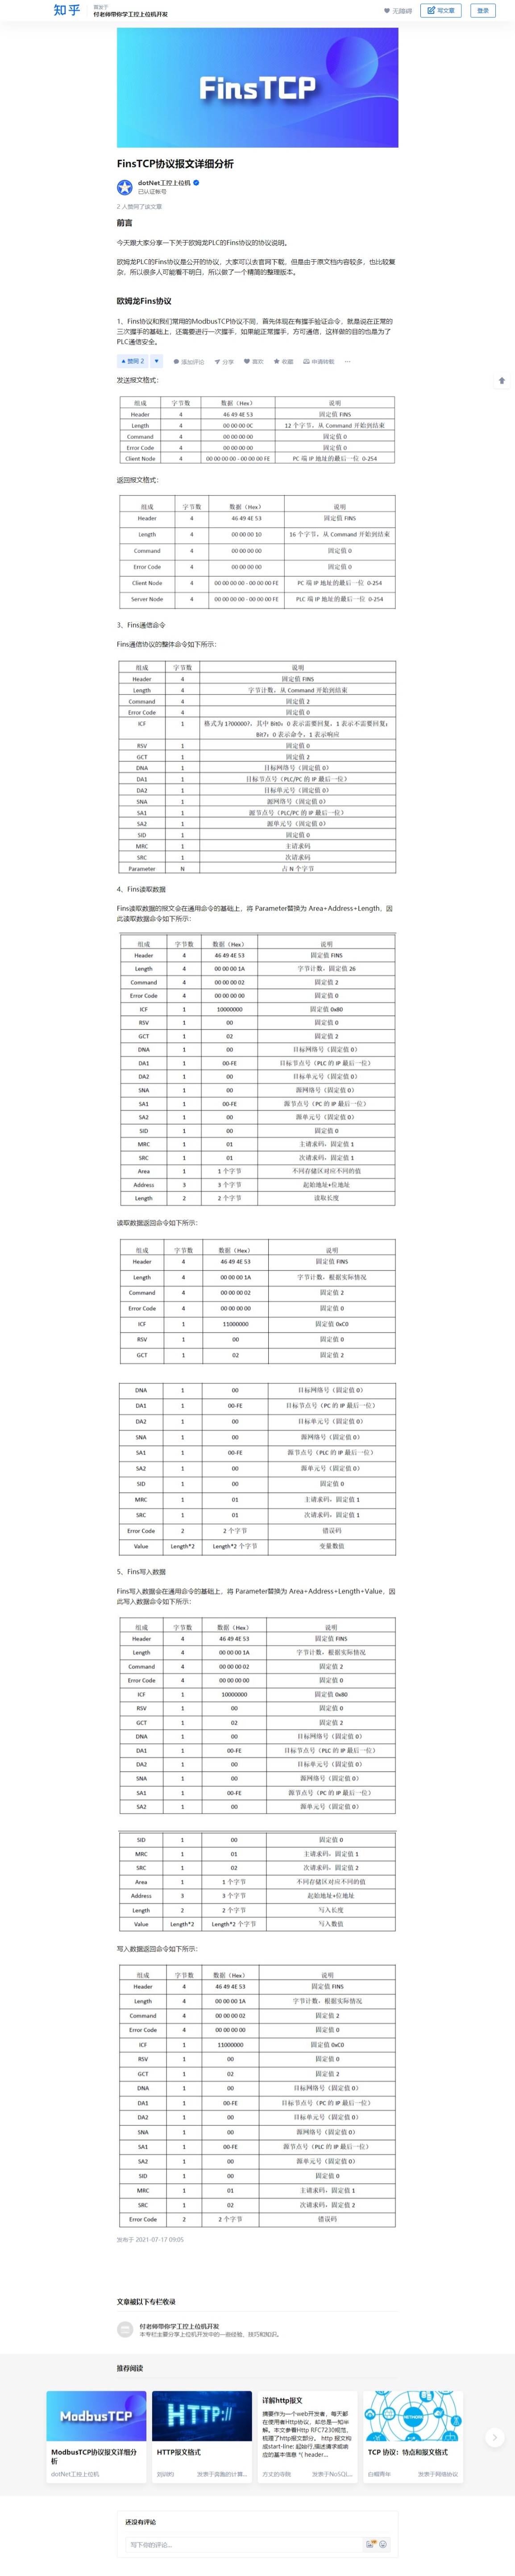 知乎
首发于
付老师带你学工控上位机开发
无障碍
写文章
登录
FinsTCP
FinsTCP协议报文详细分析
dotNet工控上位机
已认证帐号
2 人赞同了该文章
前言
今天跟大家分享一下关于欧姆龙PLC的Fins协议的协议说明。
欧姆龙PLC的Fins协议是公开的协议，大家可以去官网下载，但是由于原文档内容较多，也比较复
杂，所以很多人可能看不明白，所以做了一个精简的整理版本。
欧姆龙Fins协议
1、Fins协议和我们常用的ModbusTCP协议不同，首先体现在有握手验证命令，就是说在正常的
三次握手的基础上，还需要进行一次握手，如果能正常握手，方可通信，这样做的目的也是为了
PLC通信安全。
赞同 2
添加评论
分享
喜欢
收藏
申请转载
发送报文格式：
组成 字节数 数据（Hex） 说明
Header 4 46 49 4E 53 固定值 FINS
Length 4 00 00 00 0C 12 个字节，从 Command 开始到结束
Command 4 00 00 00 00 固定值 0
Error Code 4 00 00 00 00 固定值 0
Client Node 4 00 00 00 00 - 00 00 00 FE PC 端 IP 地址的最后一位 0-254
返回报文格式：
组成 字节数 数据（Hex） 说明
Header 4 46 49 4E 53 固定值 FINS
Length 4 00 00 00 10 16 个字节，从 Command 开始到结束
Command 4 00 00 00 00 固定值 0
Error Code 4 00 00 00 00 固定值 0
Client Node 4 00 00 00 00 - 00 00 00 FE PC 端 IP 地址的最后一位 0-254
Server Node 4 00 00 00 00 - 00 00 00 FE PLC 端 IP 地址的最后一位 0-254
3、Fins通信命令
Fins通信协议的整体命令如下所示：
组成 字节数 说明
Header 4 固定值 FINS
Length 4 字节计数，从 Command 开始到结束
Command 4 固定值 2
Error Code 4 固定值 0
ICF 1 格式为 1?00000?，其中 Bit0：0 表示需要回复，1 表示不需要回复；
Bit7：0 表示命令，1 表示响应
RSV 1 固定值 0
GCT 1 固定值 2
DNA 1 目标网络号（固定值 0）
DA1 1 目标节点号（PLC/PC 的 IP 最后一位）
DA2 1 目标单元号（固定值 0）
SNA 1 源网络号（固定值 0）
SA1 1 源节点号（PLC/PC 的 IP 最后一位）
SA2 1 源单元号（固定值 0）
SID 1 固定值 0
MRC 1 主请求码
SRC 1 次请求码
Parameter N 占 N 个字节
4、Fins读取数据
Fins读取数据的报文会在通用命令的基础上，将 Parameter替换为 Area+Address+Length，因
此读取数据命令如下所示：
组成 字节数 数据（Hex） 说明
Header 4 46 49 4E 53 固定值 FINS
Length 4 00 00 00 1A 字节计数，固定值 26
Command 4 00 00 00 02 固定值 2
Error Code 4 00 00 00 00 固定值 0
ICF 1 10000000 固定值 0x80
RSV 1 00 固定值 0
GCT 1 02 固定值 2
DNA 1 00 目标网络号（固定值 0）
DA1 1 00-FE 目标节点号（PLC 的 IP 最后一位）
DA2 1 00 目标单元号（固定值 0）
SNA 1 00 源网络号（固定值 0）
SA1 1 00-FE 源节点号（PC 的 IP 最后一位）
SA2 1 00 源单元号（固定值 0）
SID 1 00 固定值 0
MRC 1 01 主请求码，固定值 1
SRC 1 01 次请求码，固定值 1
Area 1 1 个字节 不同存储区对应不同的值
Address 3 3 个字节 起始地址+位地址
Length 2 2 个字节 读取长度
读取数据返回命令如下所示：
组成 字节数 数据（Hex） 说明
Header 4 46 49 4E 53 固定值 FINS
Length 4 00 00 00 1A 字节计数，根据实际情况
Command 4 00 00 00 02 固定值 2
Error Code 4 00 00 00 00 固定值 0
ICF 1 11000000 固定值 0xC0
RSV 1 00 固定值 0
GCT 1 02 固定值 2
DNA 1 00 目标网络号（固定值 0）
DA1 1 00-FE 目标节点号（PC 的 IP 最后一位）
DA2 1 00 目标单元号（固定值 0）
SNA 1 00 源网络号（固定值 0）
SA1 1 00-FE 源节点号（PLC 的 IP 最后一位）
SA2 1 00 源单元号（固定值 0）
SID 1 00 固定值 0
MRC 1 01 主请求码，固定值 1
SRC 1 01 次请求码，固定值 1
Error Code 2 2 个字节 错误码
Value Length*2 Length*2 个字节 变量数值
5、Fins写入数据
Fins写入数据会在通用命令的基础上，将 Parameter替换为 Area+Address+Length+Value，因
此写入数据命令如下所示：
组成 字节数 数据（Hex） 说明
Header 4 46 49 4E 53 固定值 FINS
Length 4 00 00 00 1A 字节计数，根据实际情况
Command 4 00 00 00 02 固定值 2
Error Code 4 00 00 00 00 固定值 0
ICF 1 10000000 固定值 0x80
RSV 1 00 固定值 0
GCT 1 02 固定值 2
DNA 1 00 目标网络号（固定值 0）
DA1 1 00-FE 目标节点号（PLC 的 IP 最后一位）
DA2 1 00 目标单元号（固定值 0）
SNA 1 00 源网络号（固定值 0）
SA1 1 00-FE 源节点号（PC 的 IP 最后一位）
SA2 1 00 源单元号（固定值 0）
SID 1 00 固定值 0
MRC 1 01 主请求码，固定值 1
SRC 1 02 次请求码，固定值 2
Area 1 1 个字节 不同存储区对应不同的值
Address 3 3 个字节 起始地址+位地址
Length 2 2 个字节 写入长度
Value Length*2 Length*2 个字节 写入数值
写入数据返回命令如下所示：
组成 字节数 数据（Hex） 说明
Header 4 46 49 4E 53 固定值 FINS
Length 4 00 00 00 1A 字节计数，根据实际情况
Command 4 00 00 00 02 固定值 2
Error Code 4 00 00 00 00 固定值 0
ICF 1 11000000 固定值 0xC0
RSV 1 00 固定值 0
GCT 1 02 固定值 2
DNA 1 00 目标网络号（固定值 0）
DA1 1 00-FE 目标节点号（PC 的 IP 最后一位）
DA2 1 00 目标单元号（固定值 0）
SNA 1 00 源网络号（固定值 0）
SA1 1 00-FE 源节点号（PLC 的 IP 最后一位）
SA2 1 00 源单元号（固定值 0）
SID 1 00 固定值 0
MRC 1 01 主请求码，固定值 1
SRC 1 02 次请求码，固定值 2
Error Code 2 2 个字节 错误码
发布于 2021-07-17 09:05
文章被以下专栏收录
付老师带你学工控上位机开发
本专栏主要分享上位机开发中的一些经验、技巧和知识。
推荐阅读
ModbusTCP
ModbusTCP协议报文详细分
析
dotNet工控上位机
HTTP://
HTTP报文格式
详解http报文
摘要作为一个web开发者，每天都
在使用者Http协议，却总是一知半
解。本文参看Http RFC7230规范，
梳理了http报文部分。 http 报文构
成start-line: 起始行,描述请求或响
应的基本信息 *( header...
发表于NoSQL...
TCP 协议：特点和报文格式
发表于网络协议
还没有评论
写下你的评论...